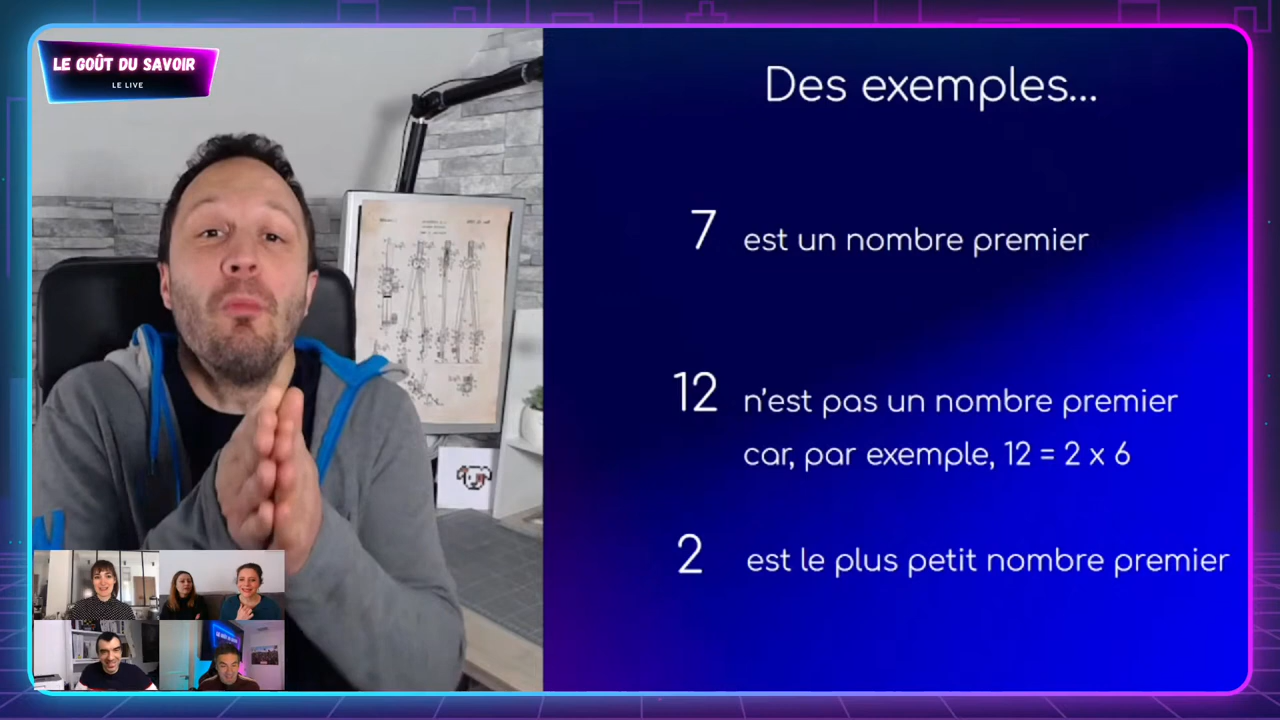 LE GOÛT DU SAVOIR
LE LIVE
Des exemples...
7 est un nombre premier
12 n'est pas un nombre premier
car, par exemple, 12 = 2 x 6
2 est le plus petit nombre premier